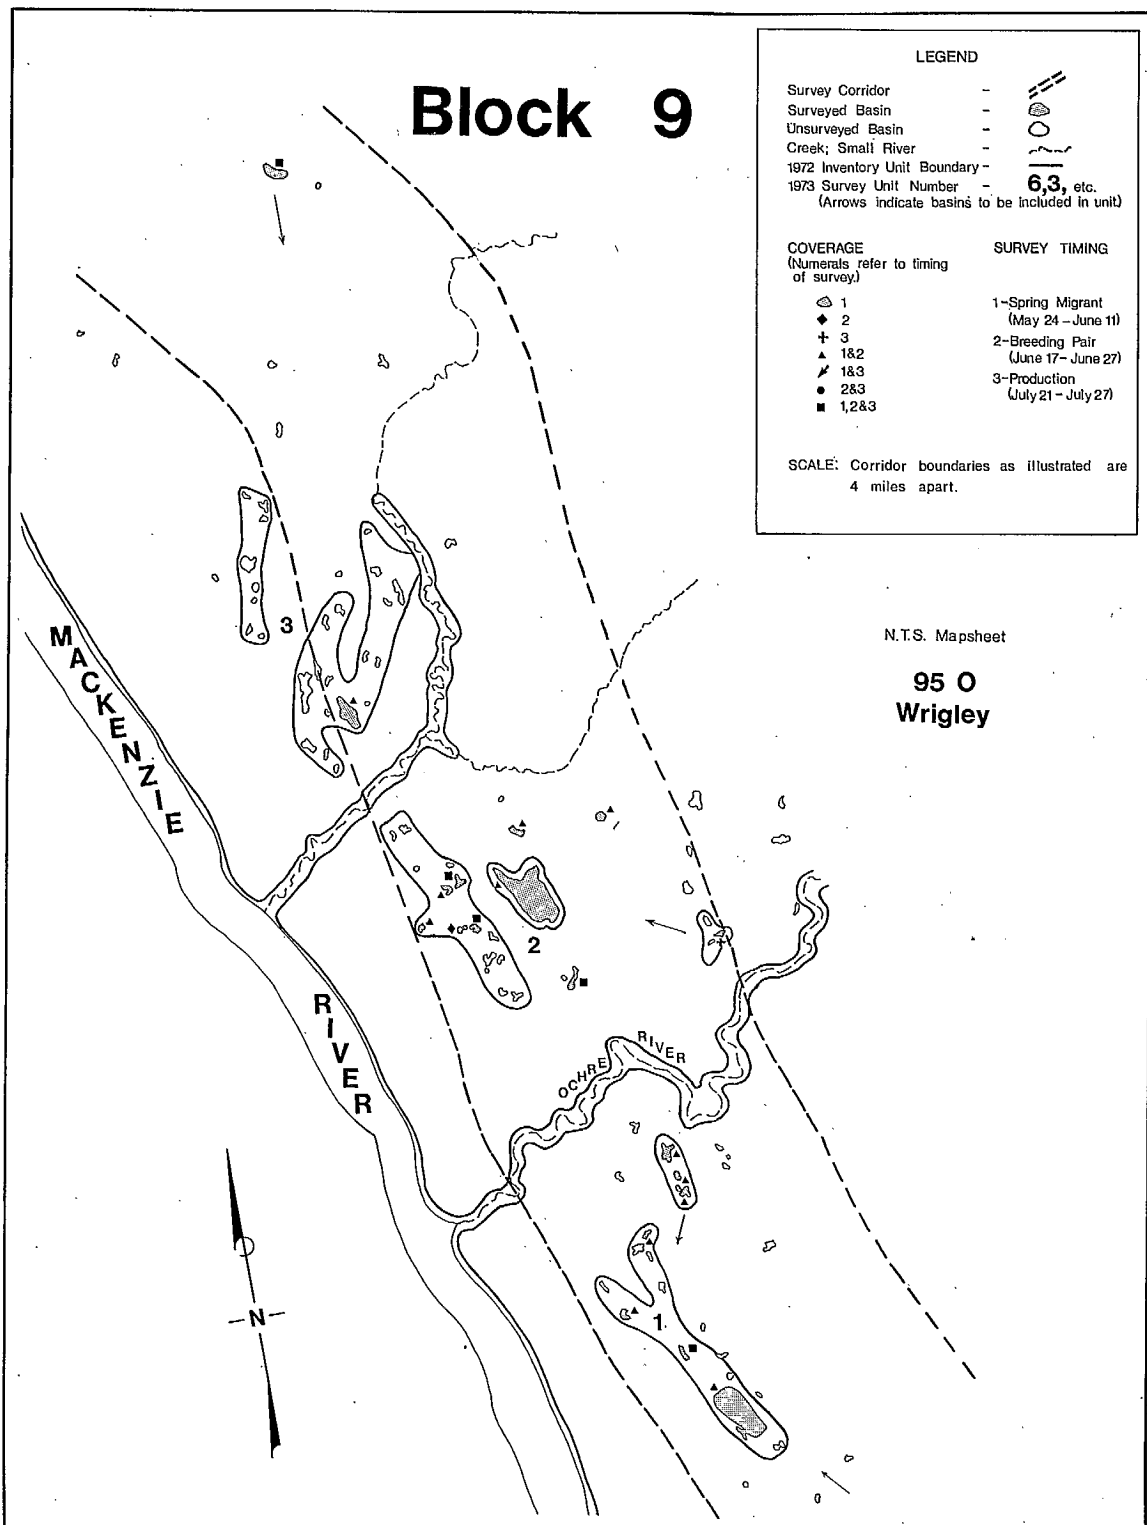 Block 9
LEGEND
Survey Corridor -
Surveyed Basin -
Unsurveyed Basin -
Creek; Small River -
1972 Inventory Unit Boundary -
1973 Survey Unit Number - 6,3, etc.
(Arrows indicate basins to be included in unit)
COVERAGE
(Numerals refer to timing
of survey.)
1
2
3
1&2
1&3
2&3
1,2&3
SURVEY TIMING
1-Spring Migrant
(May 24-June 11)
2-Breeding Pair
(June 17-June 27)
3-Production
(July 21-July 27)
SCALE: Corridor boundaries as illustrated are
4 miles apart.
N.T.S. Mapsheet
95 O
Wrigley
3
MACKENZIE
RIVER
2
OCHRE RIVER
1.
-N-